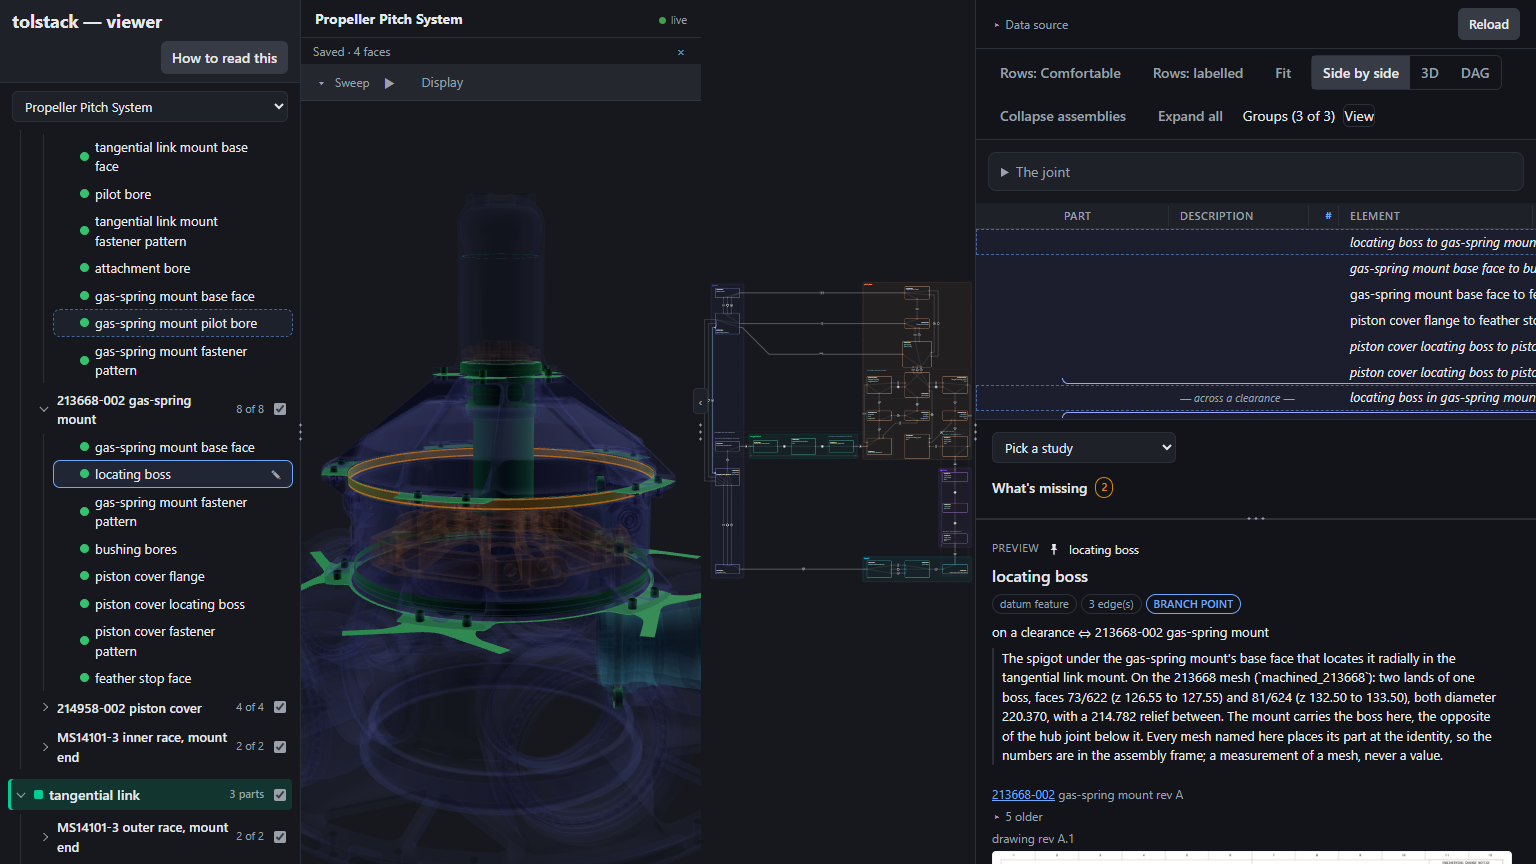 tolstack — viewer
How to read this
Propeller Pitch System
tangential link mount base
face
pilot bore
tangential link mount
fastener pattern
attachment bore
gas-spring mount base face
gas-spring mount pilot bore
gas-spring mount fastener
pattern
213668-002 gas-spring
mount
8 of 8
gas-spring mount base face
locating boss
gas-spring mount fastener
pattern
bushing bores
piston cover flange
piston cover locating boss
piston cover fastener
pattern
feather stop face
214958-002 piston cover 4 of 4
MS14101-3 inner race, mount
end
2 of 2
tangential link 3 parts
MS14101-3 outer race, mount
end
2 of 2
Propeller Pitch System
live
Saved · 4 faces ×
Sweep Display
Data source Reload
Rows: Comfortable Rows: labelled Fit Side by side 3D DAG
Collapse assemblies Expand all Groups (3 of 3) View
The joint
PART DESCRIPTION # ELEMENT
locating boss to gas-spring moun
gas-spring mount base face to bu
gas-spring mount base face to fe
piston cover flange to feather sto
piston cover locating boss to pisto
piston cover locating boss to pisto
— across a clearance — locating boss in gas-spring moun
Pick a study
What's missing 2
PREVIEW locating boss
locating boss
datum feature 3 edge(s) BRANCH POINT
on a clearance ⇔ 213668-002 gas-spring mount
The spigot under the gas-spring mount's base face that locates it radially in the
tangential link mount. On the 213668 mesh (`machined_213668`): two lands of one
boss, faces 73/622 (z 126.55 to 127.55) and 81/624 (z 132.50 to 133.50), both diameter
220.370, with a 214.782 relief between. The mount carries the boss here, the opposite
of the hub joint below it. Every mesh named here places its part at the identity, so the
numbers are in the assembly frame; a measurement of a mesh, never a value.
213668-002 gas-spring mount rev A
5 older
drawing rev A.1